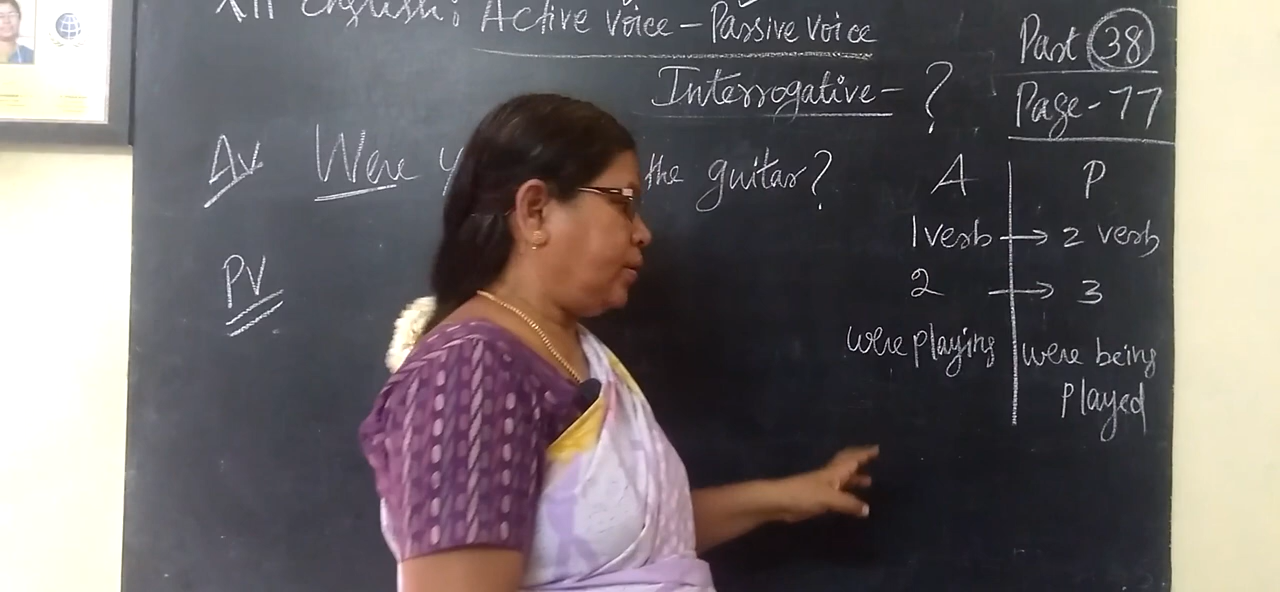 XII English: Active Voice - Passive Voice
Part 38
Interrogative - ?
Page - 77
AV Were y the guitar?
PV
A P
1 verb → 2 verb
2 → 3
were playing were being
played